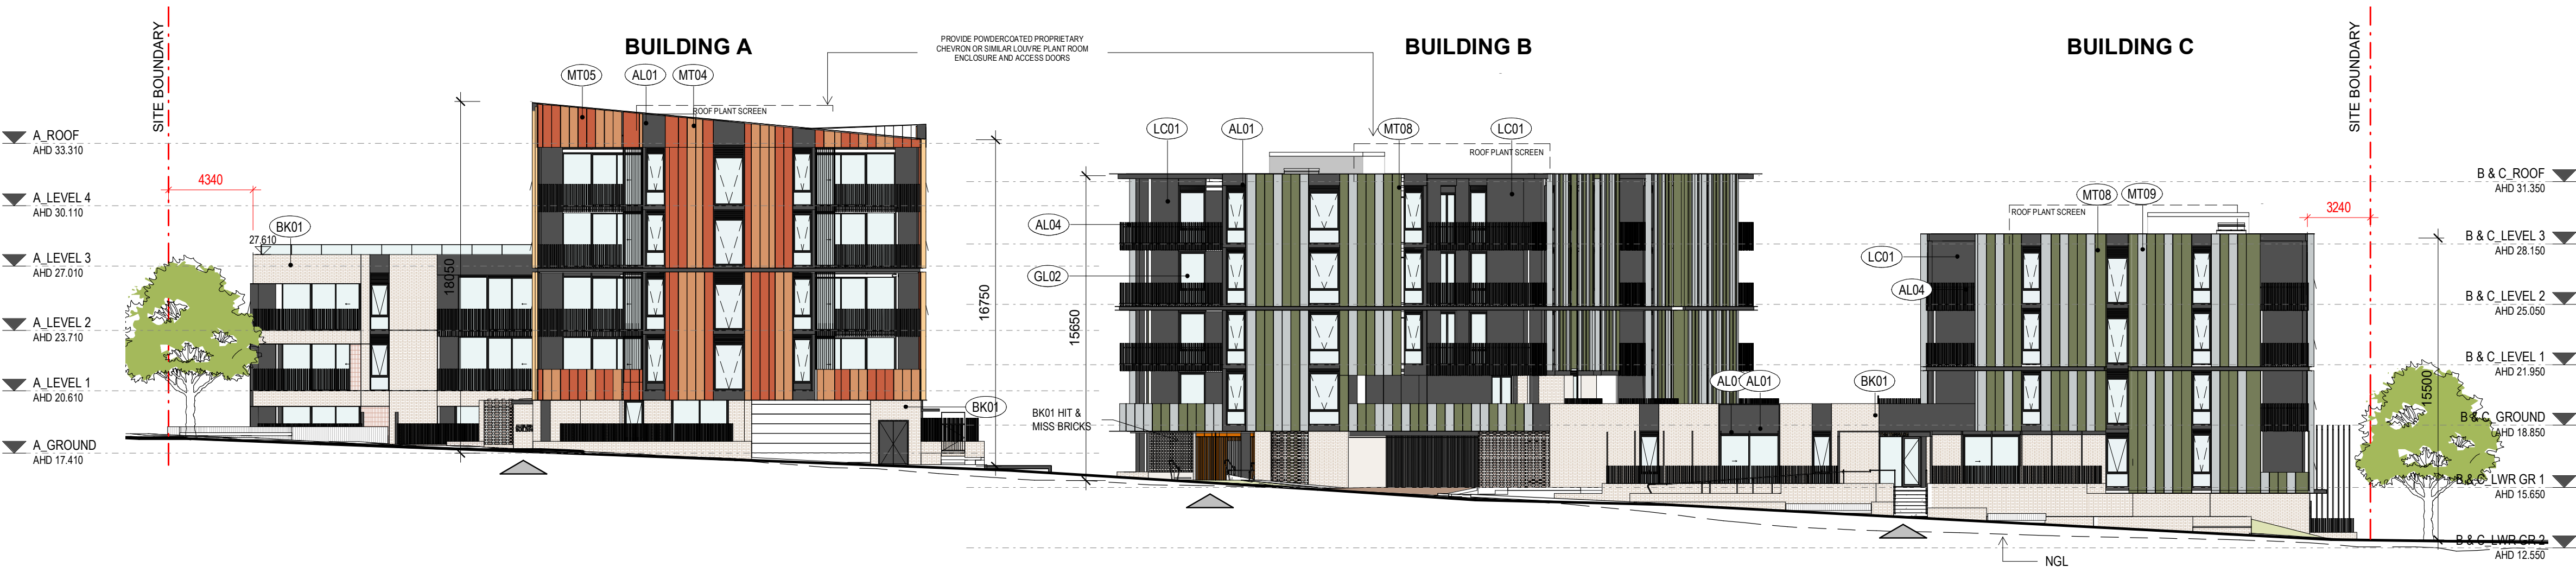 SITE BOUNDARY
BUILDING A
PROVIDE POWDERCOATED PROPRIETARY
CHEVRON OR SIMILAR LOUVRE PLANT ROOM
ENCLOSURE AND ACCESS DOORS
BUILDING B
BUILDING C
SITE BOUNDARY
MT05
AL01
MT04
ROOF PLANT SCREEN
A_ROOF
AHD 33.310
4340
A_LEVEL 4
AHD 30.110
BK01
27.610
A_LEVEL 3
AHD 27.010
18050
A_LEVEL 2
AHD 23.710
A_LEVEL 1
AHD 20.610
A_GROUND
AHD 17.410
16750
BK01
LC01
AL01
MT08
LC01
ROOF PLANT SCREEN
AL04
GL02
15650
BK01 HIT &
MISS BRICKS
AL01
BK01
LC01
AL04
MT08
MT09
ROOF PLANT SCREEN
3240
15500
B & C_ROOF
AHD 31.350
B & C_LEVEL 3
AHD 28.150
B & C_LEVEL 2
AHD 25.050
B & C_LEVEL 1
AHD 21.950
B & C_GROUND
AHD 18.850
B & C_LWR GR 1
AHD 15.650
B & C_LWR GR 2
AHD 12.550
NGL